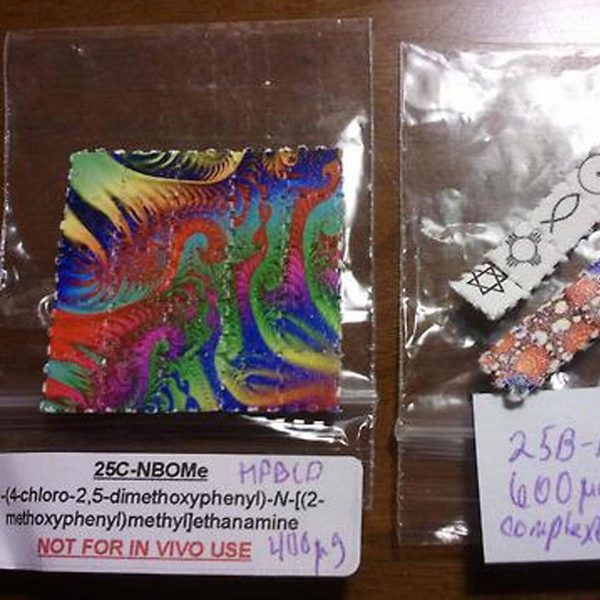 25C-NBOMe HPBCD
-(4-chloro-2,5-dimethoxyphenyl)-N-[(2-
methoxyphenyl)methyl]ethanamine
NOT FOR IN VIVO USE 400µg
25B-
600µ
complex